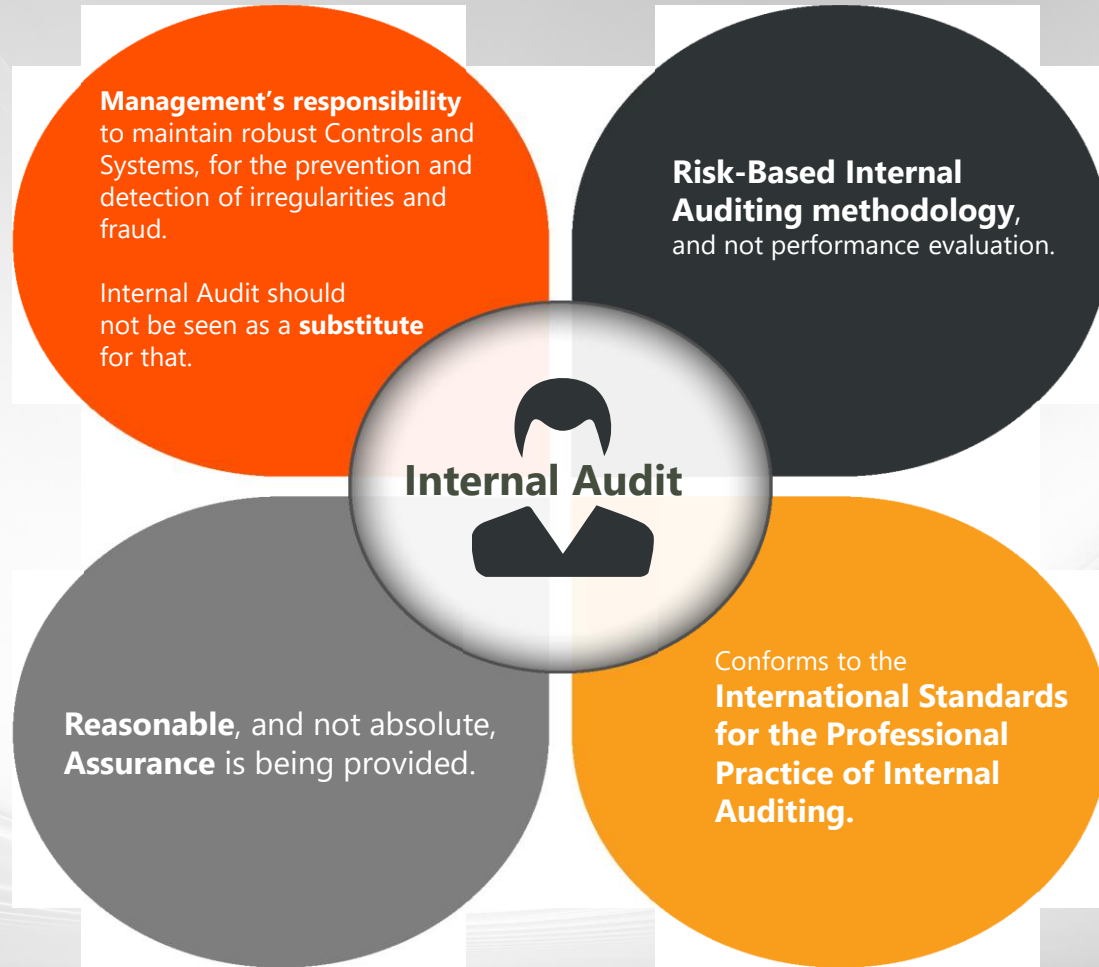 Management’s responsibility
to maintain robust Controls and
Systems, for the prevention and
detection of irregularities and
fraud.
Internal Audit should
not be seen as a substitute
for that.
Risk-Based Internal
Auditing methodology,
and not performance evaluation.
Internal Audit
Reasonable, and not absolute,
Assurance is being provided.
Conforms to the
International Standards
for the Professional
Practice of Internal
Auditing.